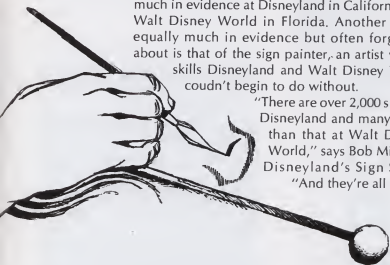 much in evidence at Disneyland in Californ
Walt Disney World in Florida. Another
equally much in evidence but often forg
about is that of the sign painter, an artist
skills Disneyland and Walt Disney
coudn't begin to do without.
"There are over 2,000 s
Disneyland and many
than that at Walt D
World," says Bob M
Disneyland's Sign
"And they're all